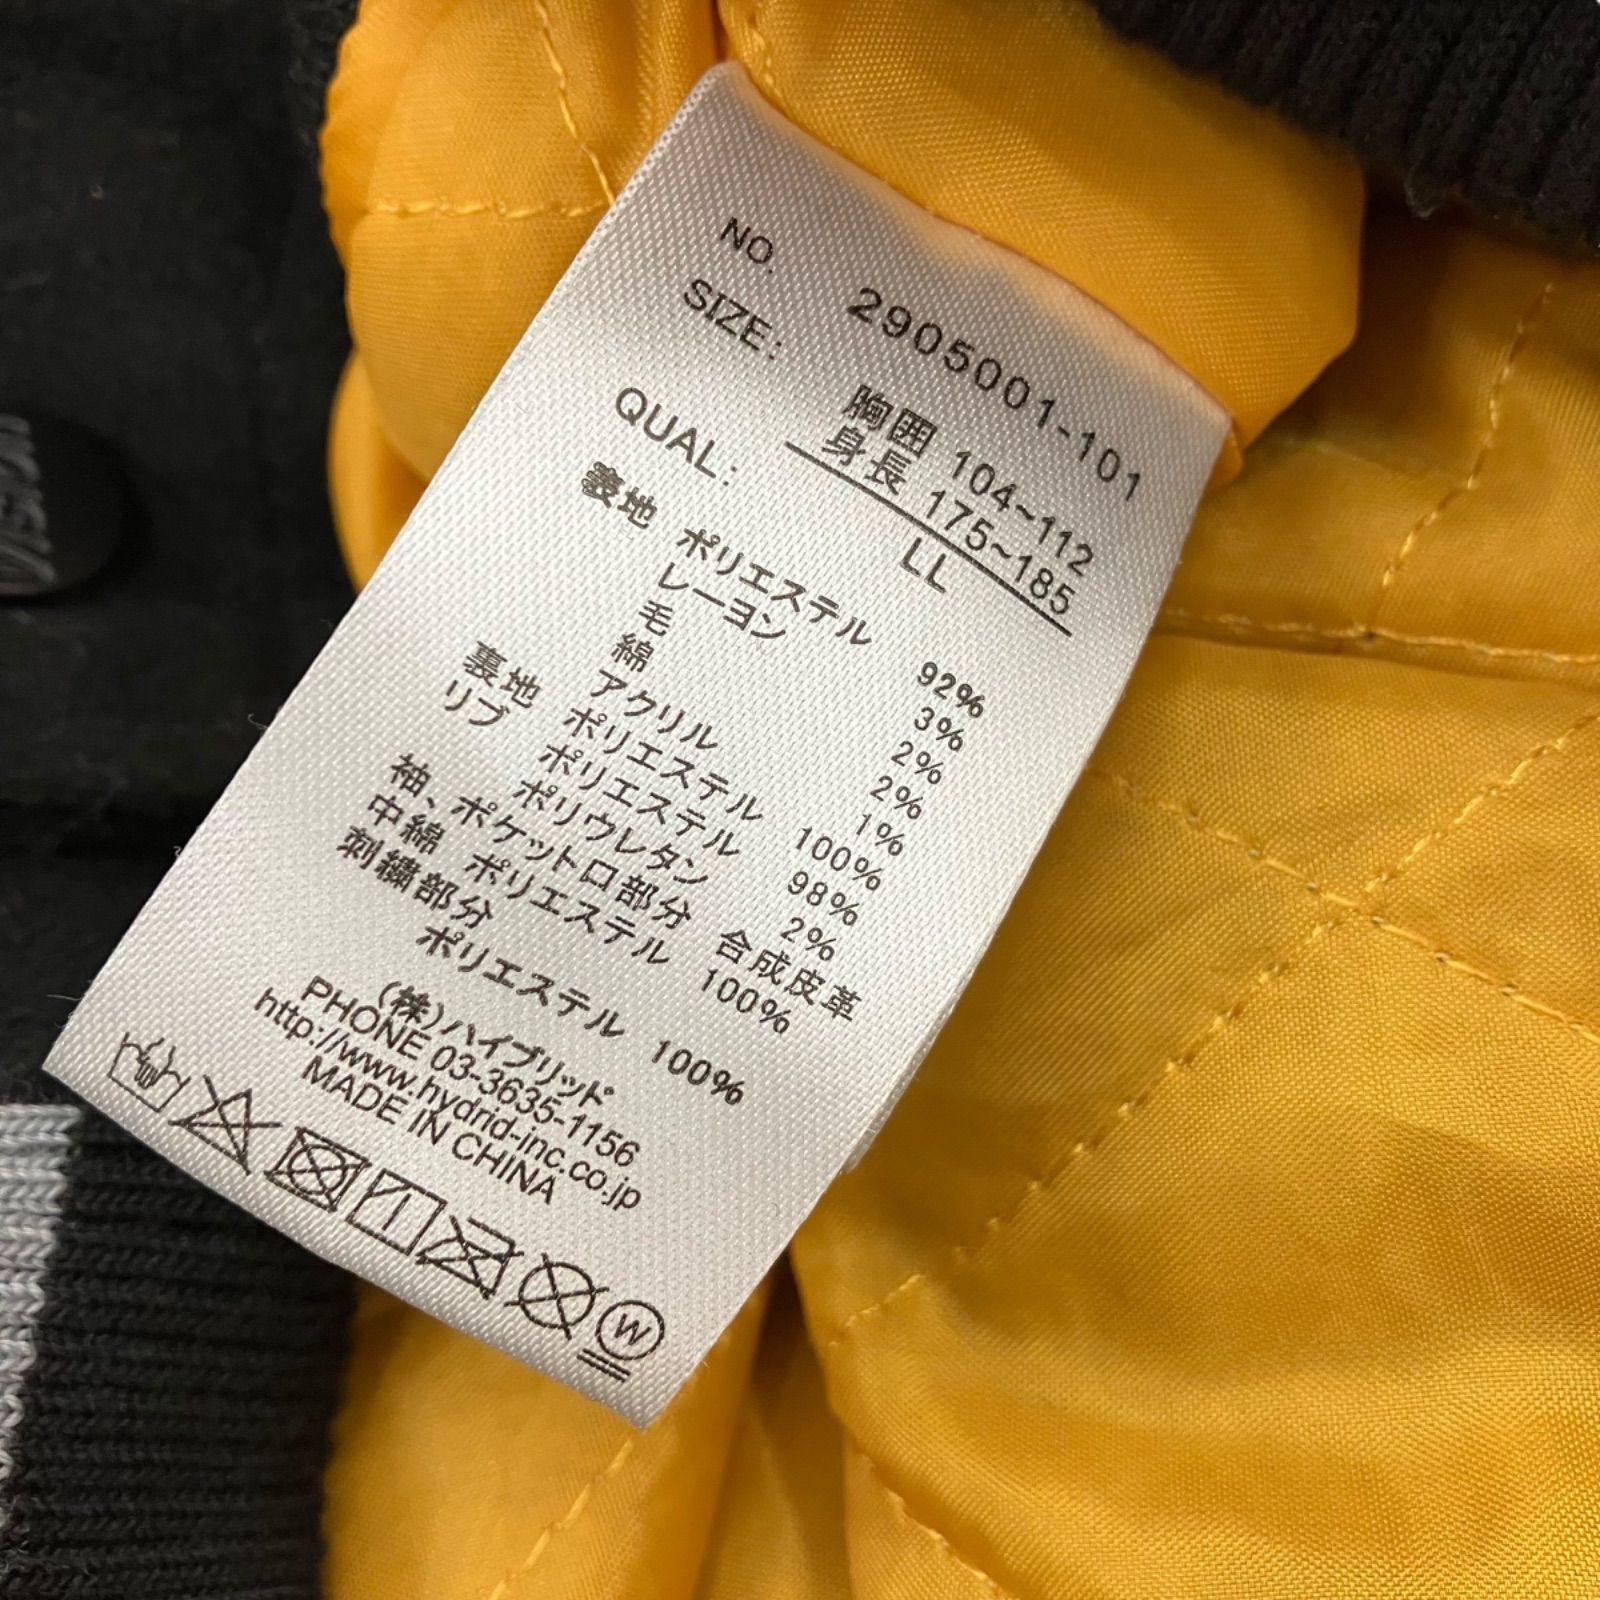 NO. 2905001-101
SIZE: 胸囲 104~112
身長 175~185
LL
QUAL:
表地 ポリエステル 92%
レーヨン 3%
毛 2%
綿 2%
アクリル 1%
裏地 ポリエステル 100%
リブ ポリエステル 98%
ポリウレタン 2%
袖、ポケット口部分 合成皮革
中綿 ポリエステル 100%
刺繍部分
ポリエステル 100%
(株)ハイブリッド
PHONE 03-3635-1156
http://www.hydrid-inc.co.jp
MADE IN CHINA
W